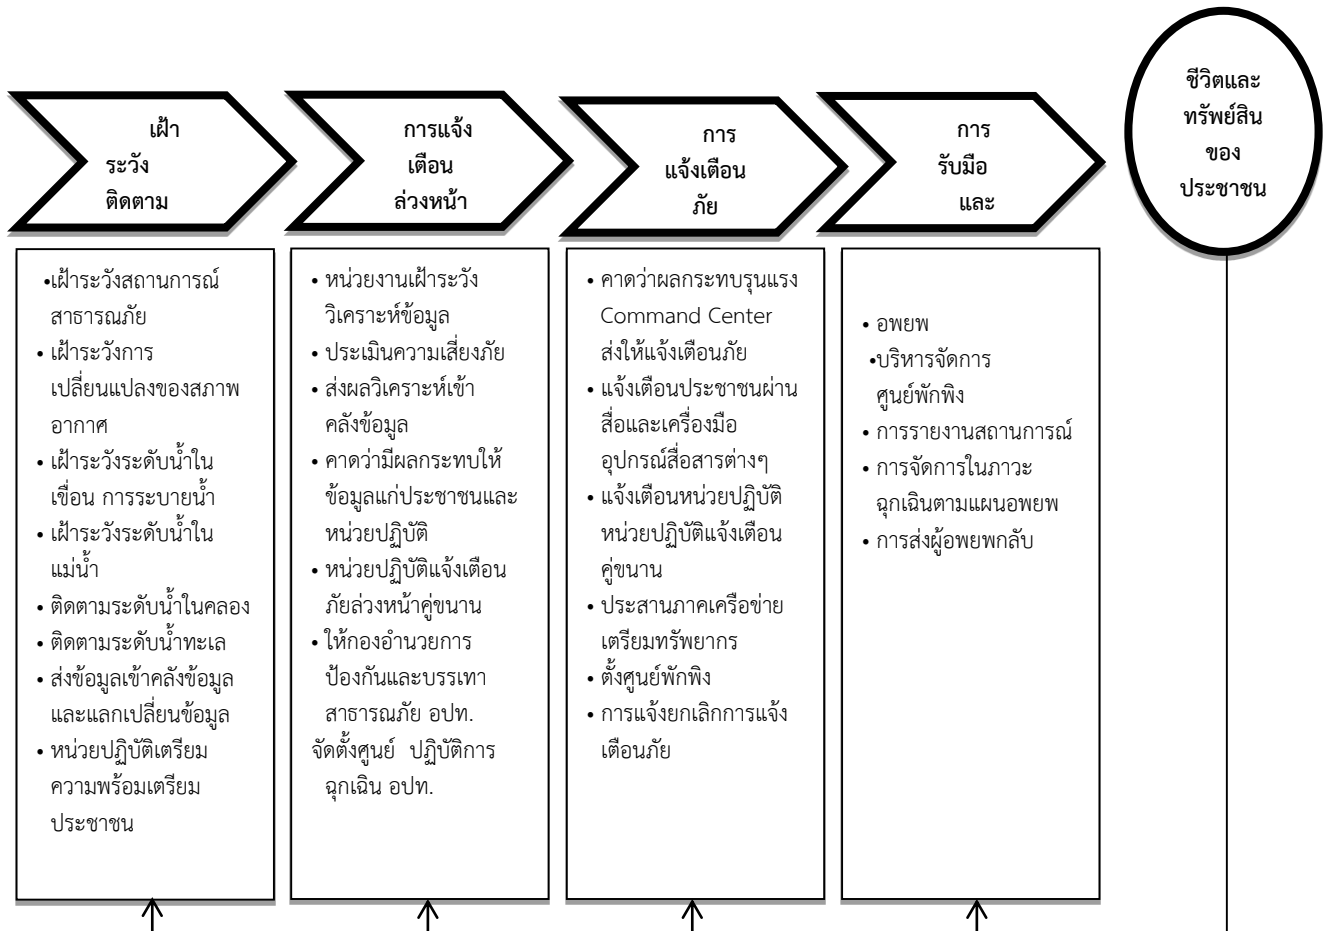 เฝ้า
ระวัง
ติดตาม
การแจ้ง
เตือน
ล่วงหน้า
การ
แจ้งเตือน
ภัย
การ
รับมือ
และ
ชีวิตและ
ทรัพย์สิน
ของ
ประชาชน
•เฝ้าระวังสถานการณ์
สาธารณภัย
• เฝ้าระวังการ
เปลี่ยนแปลงของสภาพ
อากาศ
• เฝ้าระวังระดับน้ำใน
เขื่อน การระบายน้ำ
• เฝ้าระวังระดับน้ำใน
แม่น้ำ
• ติดตามระดับน้ำในคลอง
• ติดตามระดับน้ำทะเล
• ส่งข้อมูลเข้าคลังข้อมูล
และแลกเปลี่ยนข้อมูล
• หน่วยปฏิบัติเตรียม
ความพร้อมเตรียม
ประชาชน
• หน่วยงานเฝ้าระวัง
วิเคราะห์ข้อมูล
• ประเมินความเสี่ยงภัย
• ส่งผลวิเคราะห์เข้า
คลังข้อมูล
• คาดว่ามีผลกระทบให้
ข้อมูลแก่ประชาชนและ
หน่วยปฏิบัติ
• หน่วยปฏิบัติแจ้งเตือน
ภัยล่วงหน้าคู่ขนาน
• ให้กองอำนวยการ
ป้องกันและบรรเทา
สาธารณภัย อปท.
จัดตั้งศูนย์ ปฏิบัติการ
ฉุกเฉิน อปท.
• คาดว่าผลกระทบรุนแรง
Command Center
ส่งให้แจ้งเตือนภัย
• แจ้งเตือนประชาชนผ่าน
สื่อและเครื่องมือ
อุปกรณ์สื่อสารต่างๆ
• แจ้งเตือนหน่วยปฏิบัติ
หน่วยปฏิบัติแจ้งเตือน
คู่ขนาน
• ประสานภาคเครือข่าย
เตรียมทรัพยากร
• ตั้งศูนย์พักพิง
• การแจ้งยกเลิกการแจ้ง
เตือนภัย
• อพยพ
•บริหารจัดการ
ศูนย์พักพิง
• การรายงานสถานการณ์
• การจัดการในภาวะ
ฉุกเฉินตามแผนอพยพ
• การส่งผู้อพยพกลับ